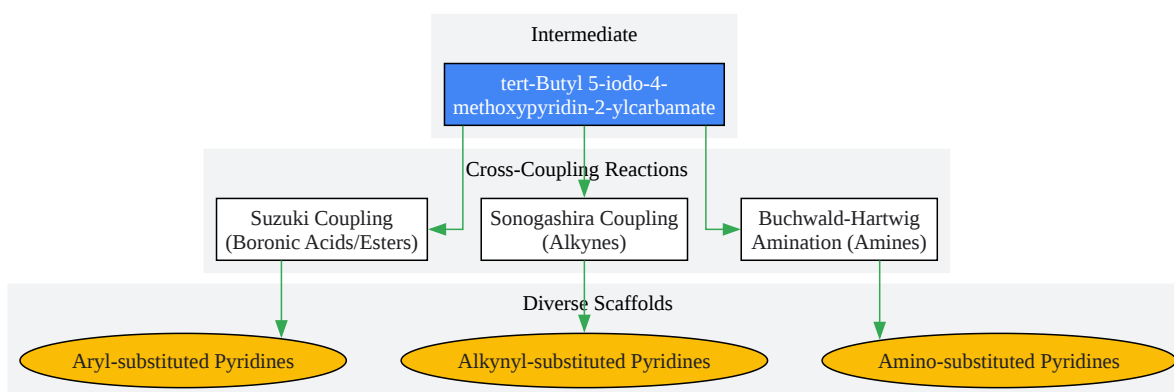 Intermediate
tert-Butyl 5-iodo-4-
methoxypyridin-2-ylcarbamate
Cross-Coupling Reactions
Suzuki Coupling
(Boronic Acids/Esters)
Sonogashira Coupling
(Alkynes)
Buchwald-Hartwig
Amination (Amines)
Diverse Scaffolds
Aryl-substituted Pyridines
Alkynyl-substituted Pyridines
Amino-substituted Pyridines